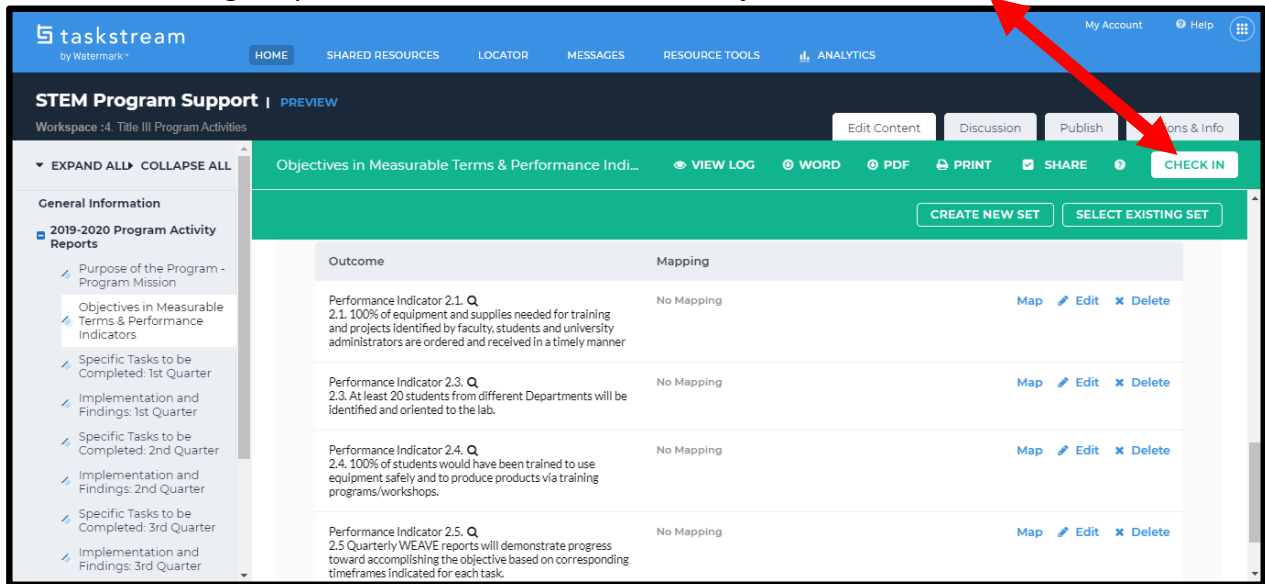 taskstream
by Watermark™
My Account
Help
HOME SHARED RESOURCES LOCATOR MESSAGES RESOURCE TOOLS ANALYTICS
STEM Program Support | PREVIEW
Workspace :4. Title III Program Activities
Edit Content Discussion Publish & Info
EXPAND ALL COLLAPSE ALL
Objectives in Measurable Terms & Performance Indi... VIEW LOG WORD PDF PRINT SHARE CHECK IN
CREATE NEW SET SELECT EXISTING SET
General Information
2019-2020 Program Activity
Reports
Purpose of the Program -
Program Mission
Objectives in Measurable
Terms & Performance
Indicators
Specific Tasks to be
Completed: 1st Quarter
Implementation and
Findings: 1st Quarter
Specific Tasks to be
Completed: 2nd Quarter
Implementation and
Findings: 2nd Quarter
Specific Tasks to be
Completed: 3rd Quarter
Implementation and
Findings: 3rd Quarter
Outcome Mapping
Performance Indicator 2.1. No Mapping Map Edit Delete
2.1. 100% of equipment and supplies needed for training
and projects identified by faculty, students and university
administrators are ordered and received in a timely manner
Performance Indicator 2.3. No Mapping Map Edit Delete
2.3. At least 20 students from different Departments will be
identified and oriented to the lab.
Performance Indicator 2.4. No Mapping Map Edit Delete
2.4. 100% of students would have been trained to use
equipment safely and to produce products via training
programs/workshops.
Performance Indicator 2.5. No Mapping Map Edit Delete
2.5 Quarterly WEAVE reports will demonstrate progress
toward accomplishing the objective based on corresponding
timeframes indicated for each task.